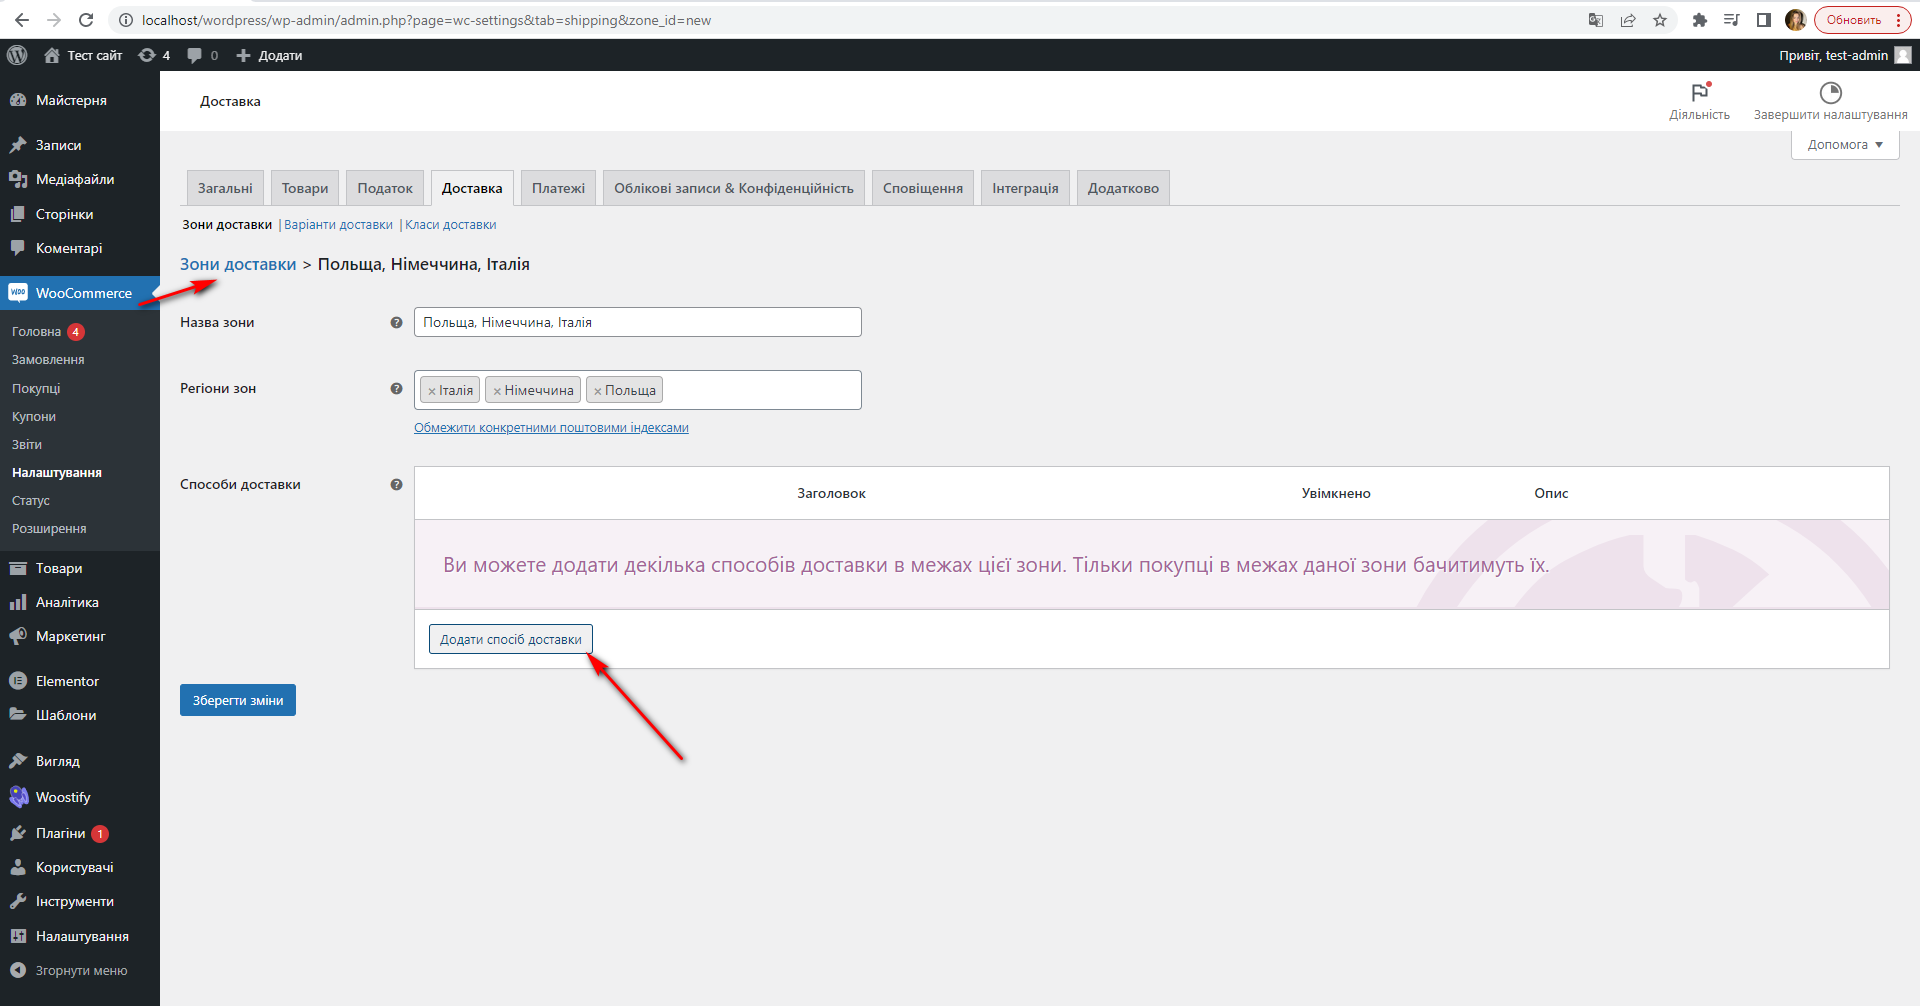 localhost/wordpress/wp-admin/admin.php?page=wc-settings&tab=shipping&zone_id=new
Обновить
Тест сайт
4
0
Додати
Привіт, test-admin
Майстерня
Записи
Медіафайли
Сторінки
Коментарі
WooCommerce
Головна 4
Замовлення
Покупці
Купони
Звіти
Налаштування
Статус
Розширення
Товари
Аналітика
Маркетинг
Elementor
Шаблони
Вигляд
Woostify
Плагіни 1
Користувачі
Інструменти
Налаштування
Згорнути меню
Доставка
Діяльність
Завершити налаштування
Допомога
Загальні
Товари
Податок
Доставка
Платежі
Облікові записи & Конфіденційність
Сповіщення
Інтеграція
Додатково
Зони доставки | Варіанти доставки | Класи доставки
Зони доставки > Польща, Німеччина, Італія
Назва зони
Польща, Німеччина, Італія
Регіони зон
× Італія × Німеччина × Польща
Обмежити конкретними поштовими індексами
Способи доставки
Заголовок Увімкнено Опис
Ви можете додати декілька способів доставки в межах цієї зони. Тільки покупці в межах даної зони бачитимуть їх.
Додати спосіб доставки
Зберегти зміни